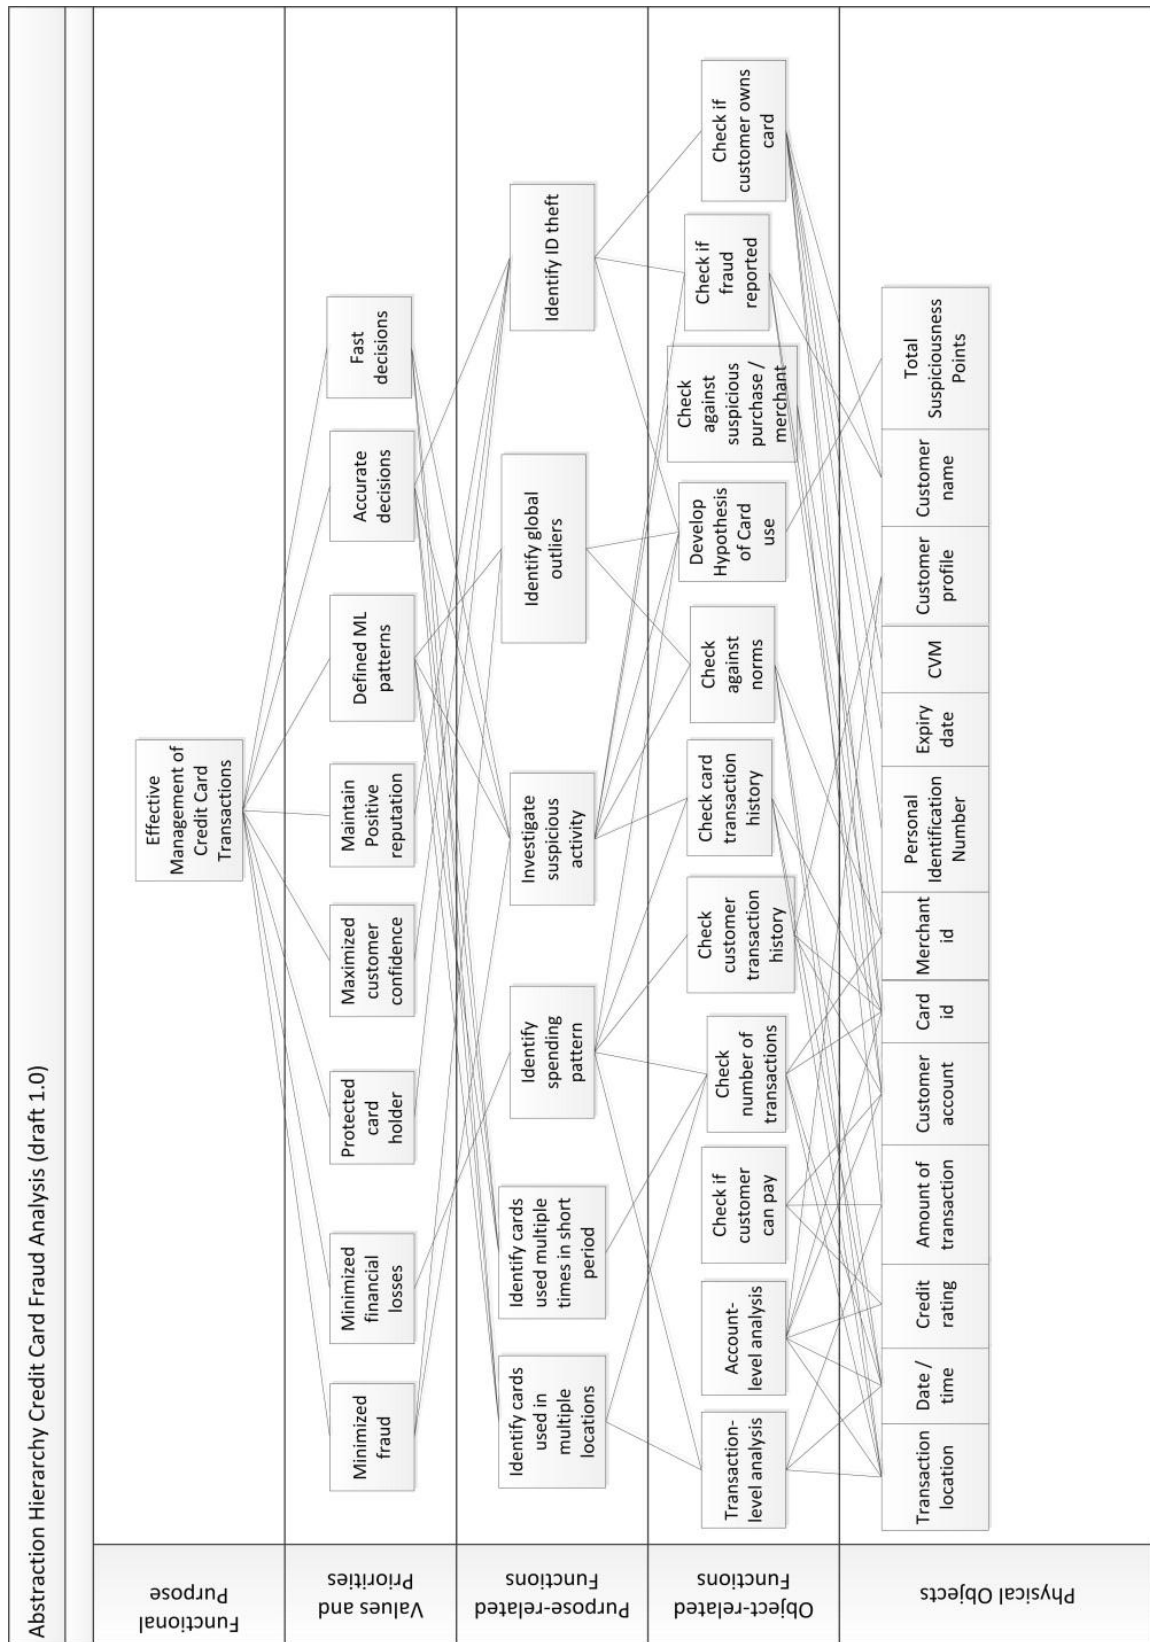 Abstraction Hierarchy Credit Card Fraud Analysis (draft 1.0)
Functional
Purpose
Effective
Management of
Credit Card
Transactions
Values and
Priorities
Minimized
fraud
Minimized
financial
losses
Protected
card
holder
Maximized
customer
confidence
Maintain
Positive
reputation
Defined ML
patterns
Accurate
decisions
Fast
decisions
Purpose-related
Functions
Identify cards
used in
multiple
locations
Identify cards
used multiple
times in short
period
Identify
spending
pattern
Investigate
suspicious
activity
Identify global
outliers
Identify ID theft
Object-related
Functions
Transaction-
level analysis
Account-
level analysis
Check if
customer
can pay
Check
number of
transactions
Check
customer
transaction
history
Check card
transaction
history
Check
against
norms
Develop
Hypothesis
of Card
use
Check
against
suspicious
purchase /
merchant
Check if
fraud
reported
Check if
customer owns
card
Physical Objects
Transaction
location
Date /
time
Credit
rating
Amount of
transaction
Customer
account
Card
id
Merchant
id
Personal
Identification
Number
Expiry
date
CVM
Customer
profile
Customer
name
Total
Suspiciousness
Points